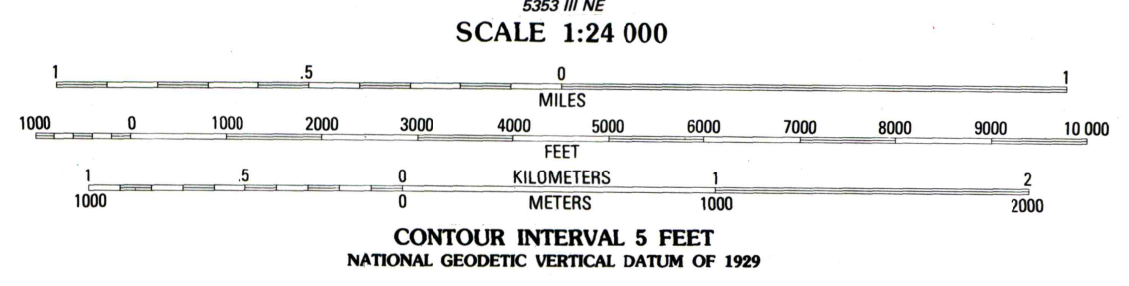 5353 III NE
SCALE 1:24 000
1 .5 0 1
MILES
1000 0 1000 2000 3000 4000 5000 6000 7000 8000 9000 10 000
FEET
1 .5 0 KILOMETERS 1 2
1000 0 METERS 1000 2000
CONTOUR INTERVAL 5 FEET
NATIONAL GEODETIC VERTICAL DATUM OF 1929